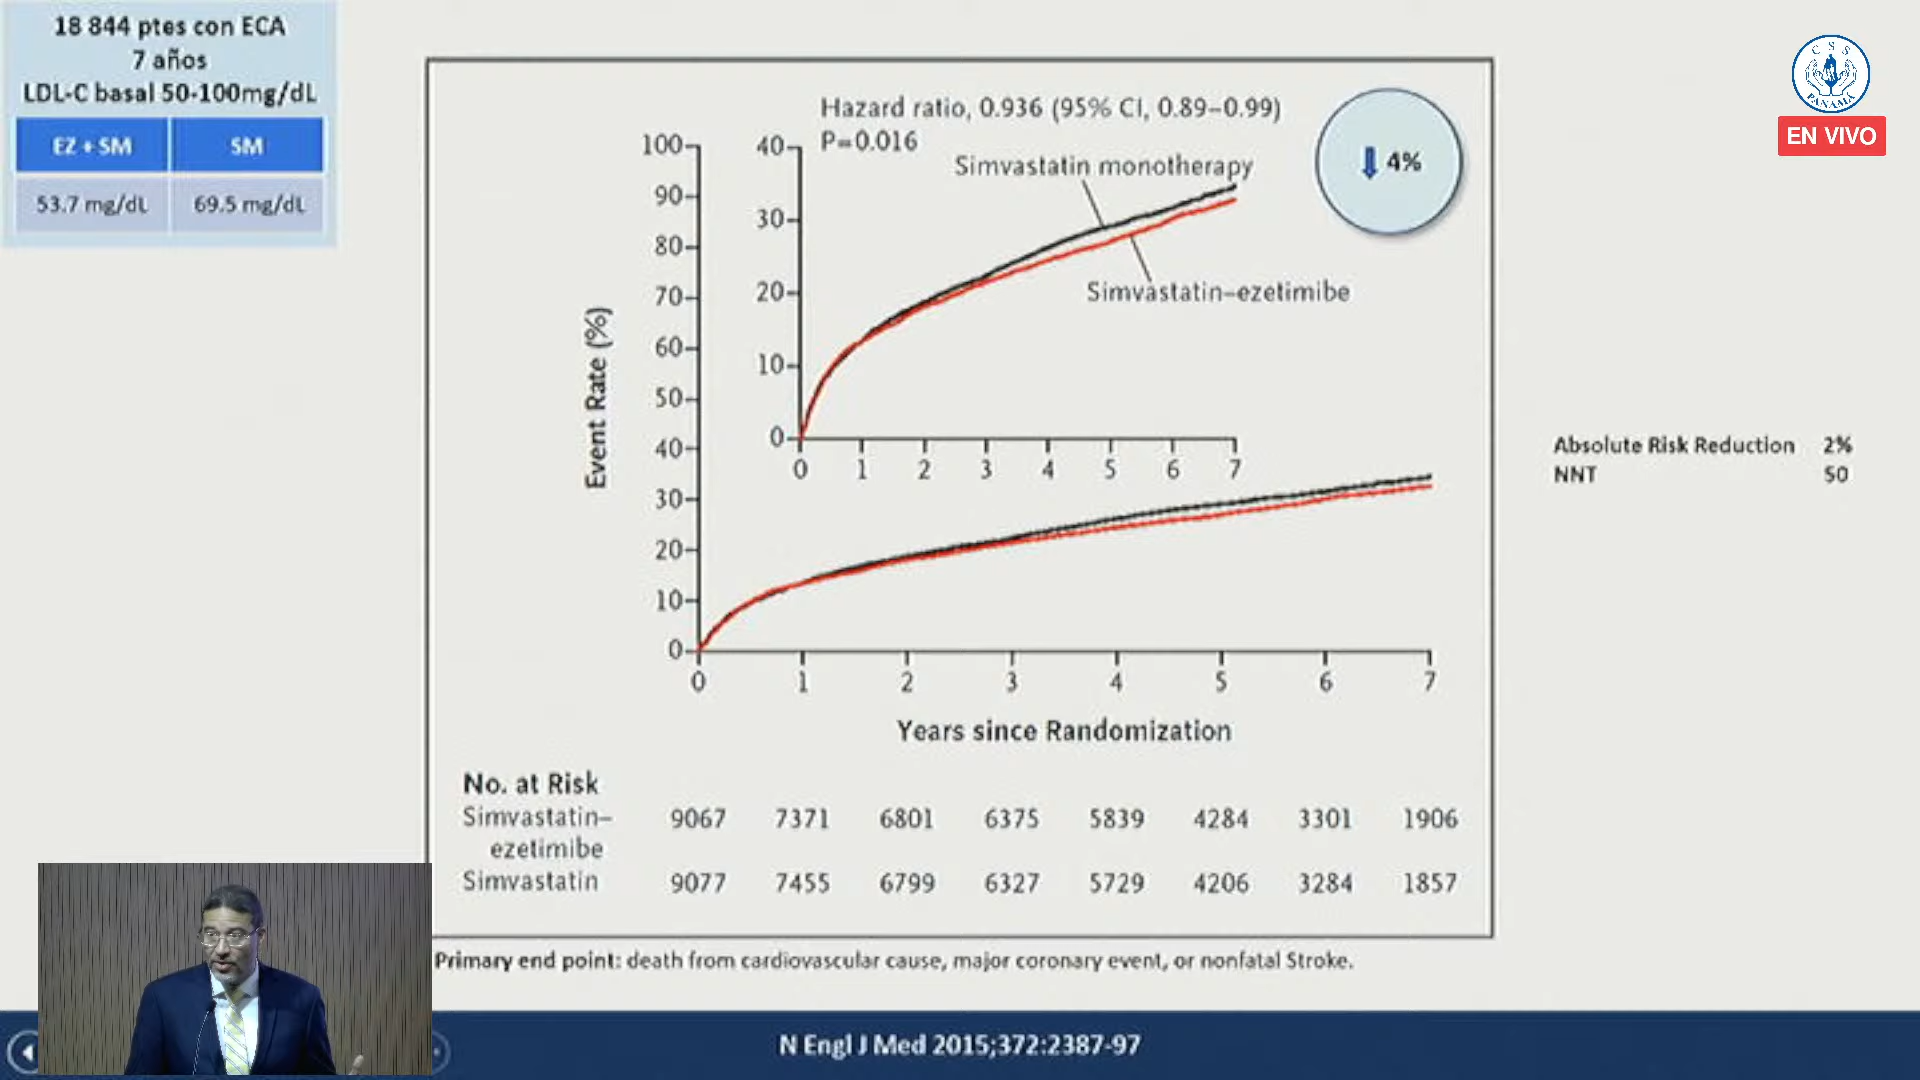 18 844 ptes con ECA
7 años
LDL-C basal 50-100mg/dL
EZ + SM SM
53.7 mg/dL 69.5 mg/dL
CSS
PANAMA
EN VIVO
Hazard ratio, 0.936 (95% CI, 0.89–0.99)
P=0.016
Simvastatin monotherapy
Simvastatin–ezetimibe
4%
40
30
20
10
0
0 1 2 3 4 5 6 7
Event Rate (%)
100
90
80
70
60
50
40
30
20
10
0
0 1 2 3 4 5 6 7
Years since Randomization
Absolute Risk Reduction 2%
NNT 50
No. at Risk
Simvastatin– 9067 7371 6801 6375 5839 4284 3301 1906
ezetimibe
Simvastatin 9077 7455 6799 6327 5729 4206 3284 1857
Primary end point: death from cardiovascular cause, major coronary event, or nonfatal Stroke.
N Engl J Med 2015;372:2387-97